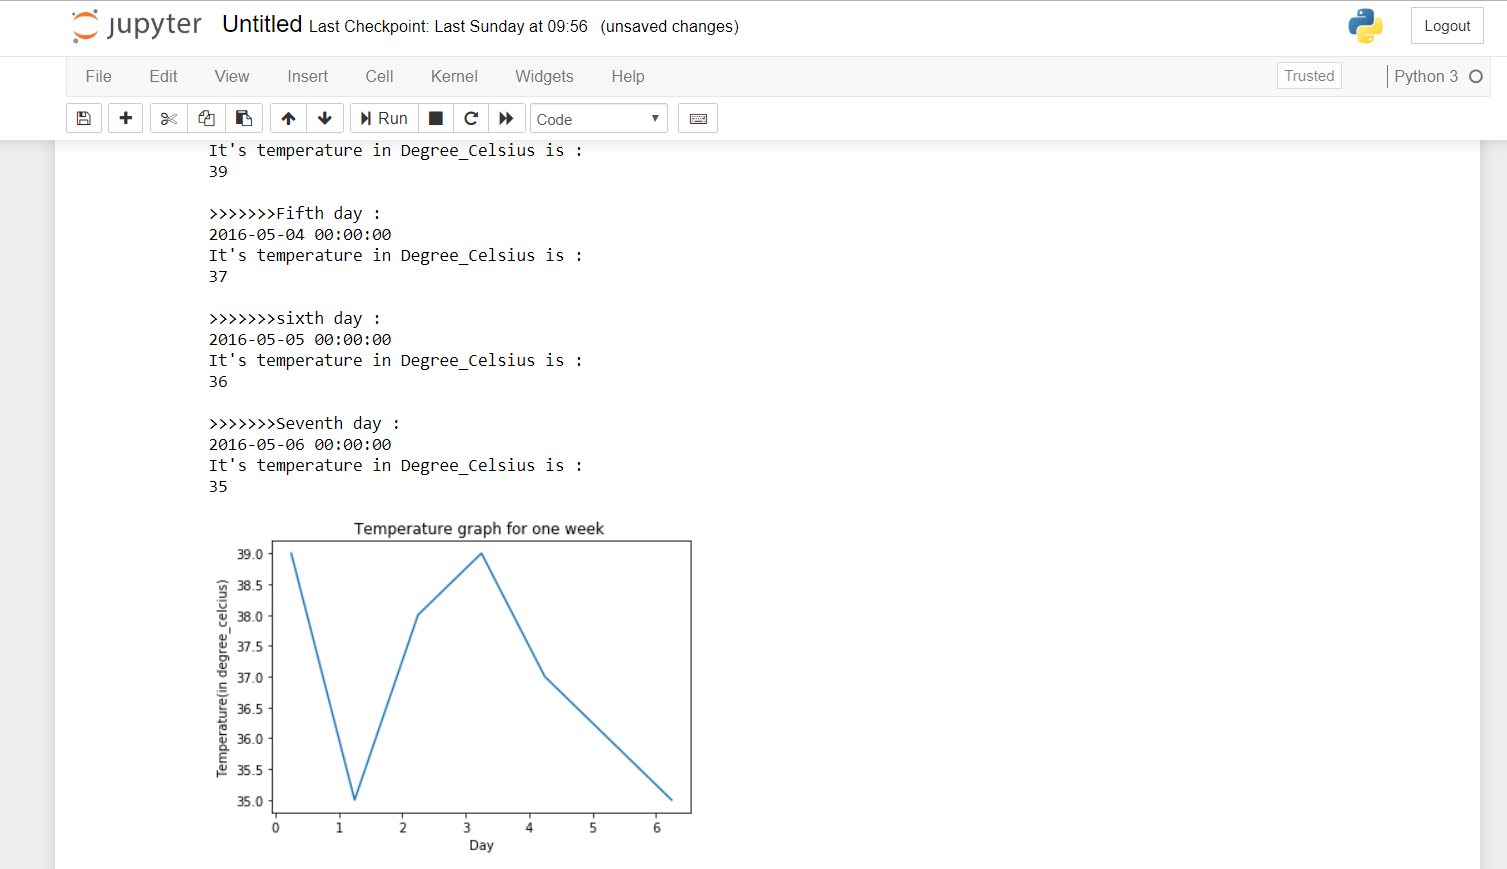 jupyter Untitled Last Checkpoint: Last Sunday at 09:56 (unsaved changes) Logout
File Edit View Insert Cell Kernel Widgets Help Trusted Python 3
Run Code
It's temperature in Degree_Celsius is :
39
>>>>>>>Fifth day :
2016-05-04 00:00:00
It's temperature in Degree_Celsius is :
37
>>>>>>>sixth day :
2016-05-05 00:00:00
It's temperature in Degree_Celsius is :
36
>>>>>>>Seventh day :
2016-05-06 00:00:00
It's temperature in Degree_Celsius is :
35
Temperature graph for one week
Temperature(in degree_celcius)
39.0
38.5
38.0
37.5
37.0
36.5
36.0
35.5
35.0
0 1 2 3 4 5 6
Day